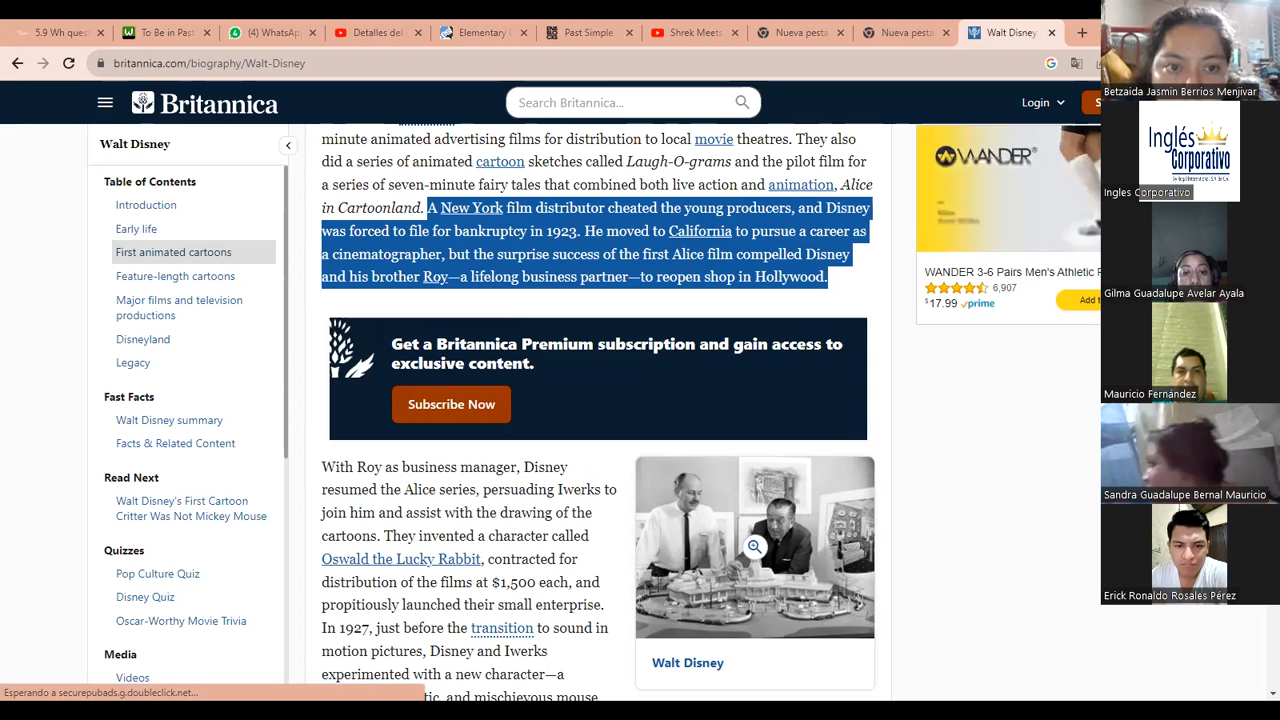 5.9 Wh ques
To Be in Past
(4) WhatsApp
Detalles del
Elementary C
Past Simple
Shrek Meets
Nueva pesta
Nueva pesta
Walt Disney
britannica.com/biography/Walt-Disney
Britannica
Search Britannica...
Login
S
Walt Disney
Table of Contents
Introduction
Early life
First animated cartoons
Feature-length cartoons
Major films and television
productions
Disneyland
Legacy
Fast Facts
Walt Disney summary
Facts & Related Content
Read Next
Walt Disney's First Cartoon
Critter Was Not Mickey Mouse
Quizzes
Pop Culture Quiz
Disney Quiz
Oscar-Worthy Movie Trivia
Media
Videos
minute animated advertising films for distribution to local movie theatres. They also
did a series of animated cartoon sketches called Laugh-O-grams and the pilot film for
a series of seven-minute fairy tales that combined both live action and animation, Alice
in Cartoonland. A New York film distributor cheated the young producers, and Disney
was forced to file for bankruptcy in 1923. He moved to California to pursue a career as
a cinematographer, but the surprise success of the first Alice film compelled Disney
and his brother Roy—a lifelong business partner—to reopen shop in Hollywood.
Get a Britannica Premium subscription and gain access to
exclusive content.
Subscribe Now
With Roy as business manager, Disney
resumed the Alice series, persuading Iwerks to
join him and assist with the drawing of the
cartoons. They invented a character called
Oswald the Lucky Rabbit, contracted for
distribution of the films at $1,500 each, and
propitiously launched their small enterprise.
In 1927, just before the transition to sound in
motion pictures, Disney and Iwerks
experimented with a new character—a
tic, and mischievous mouse
Walt Disney
WANDER
WANDER 3-6 Pairs Men's Athletic R
6,907
$17.99 prime
Add to
Esperando a securepubads.g.doubleclick.net...
Betzaida Jasmin Berrios Menjivar
Inglés
Corporativo
Ingles Corporativo
Gilma Guadalupe Avelar Ayala
Mauricio Fernández
Sandra Guadalupe Bernal Mauricio
Erick Ronaldo Rosales Pérez